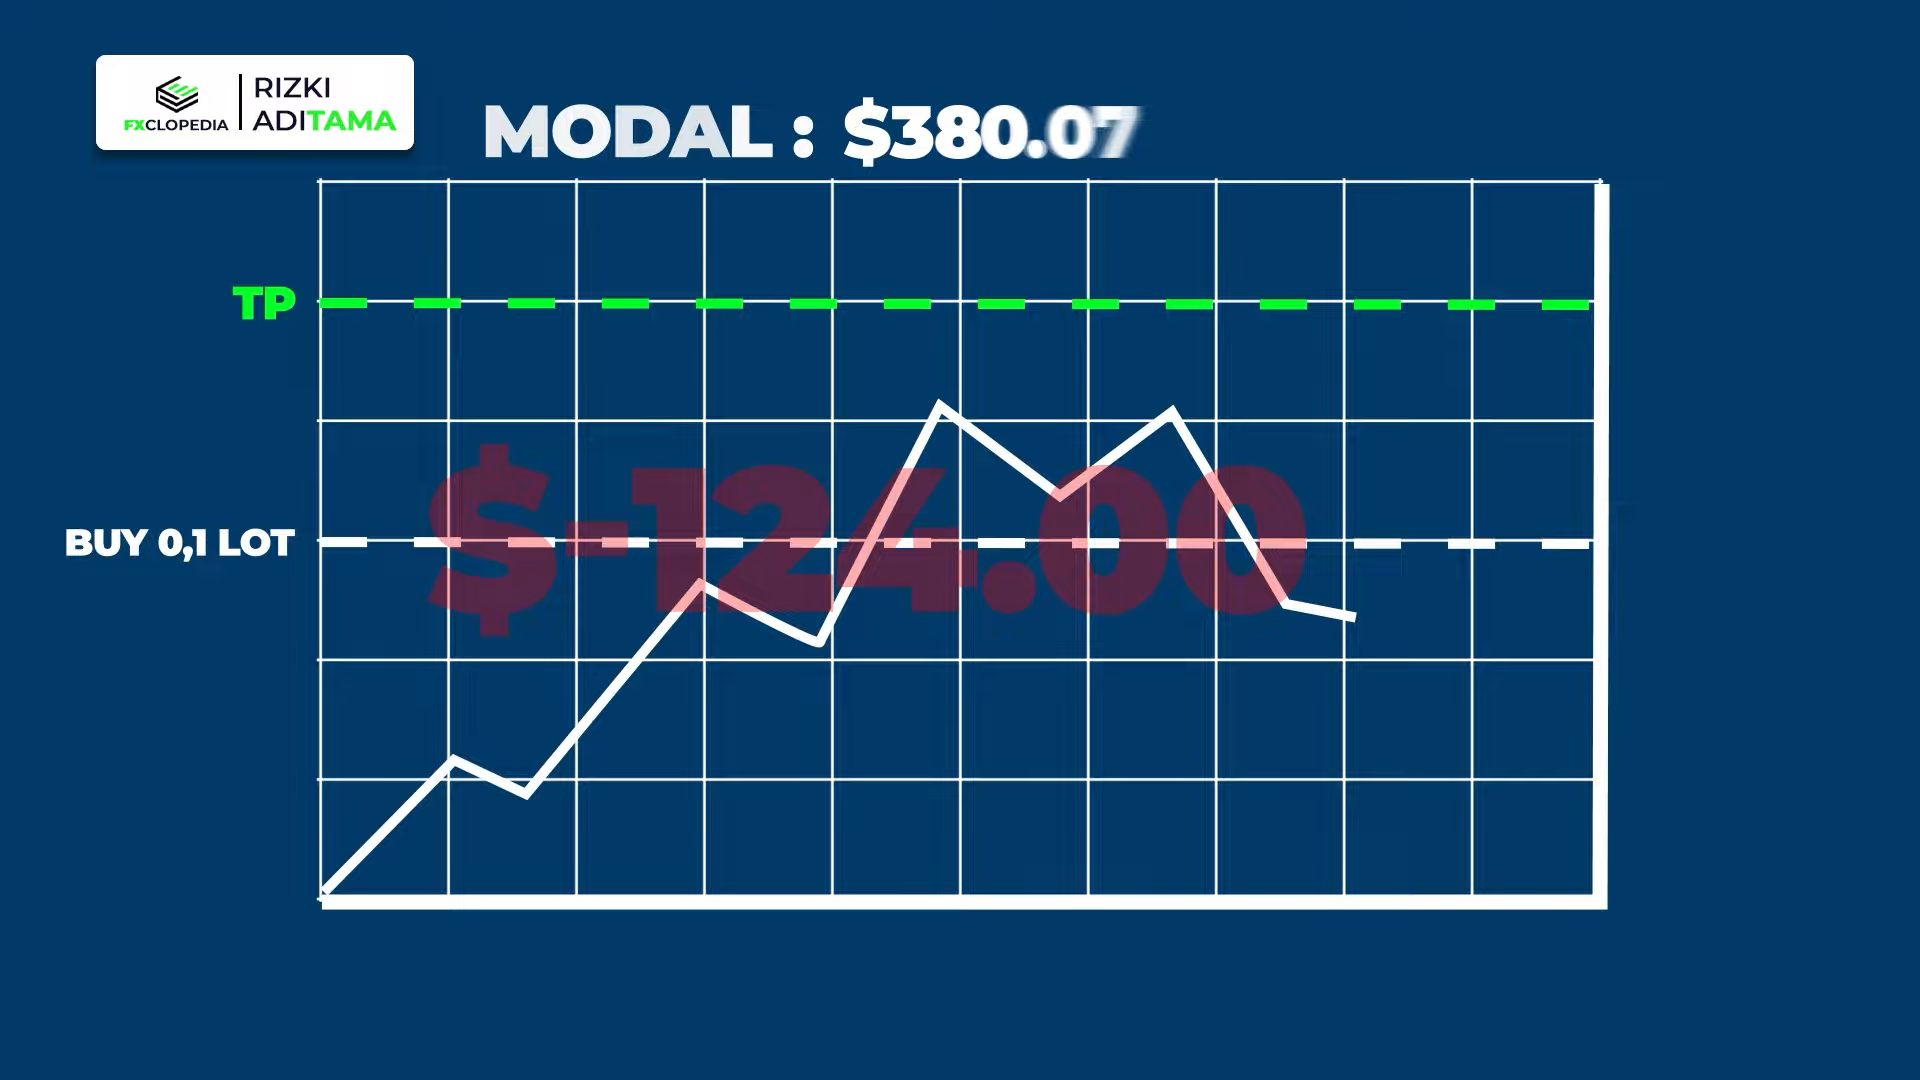 FXCLOPEDIA
RIZKI
ADITAMA
MODAL : $380.07
TP
$-124.00
BUY 0,1 LOT